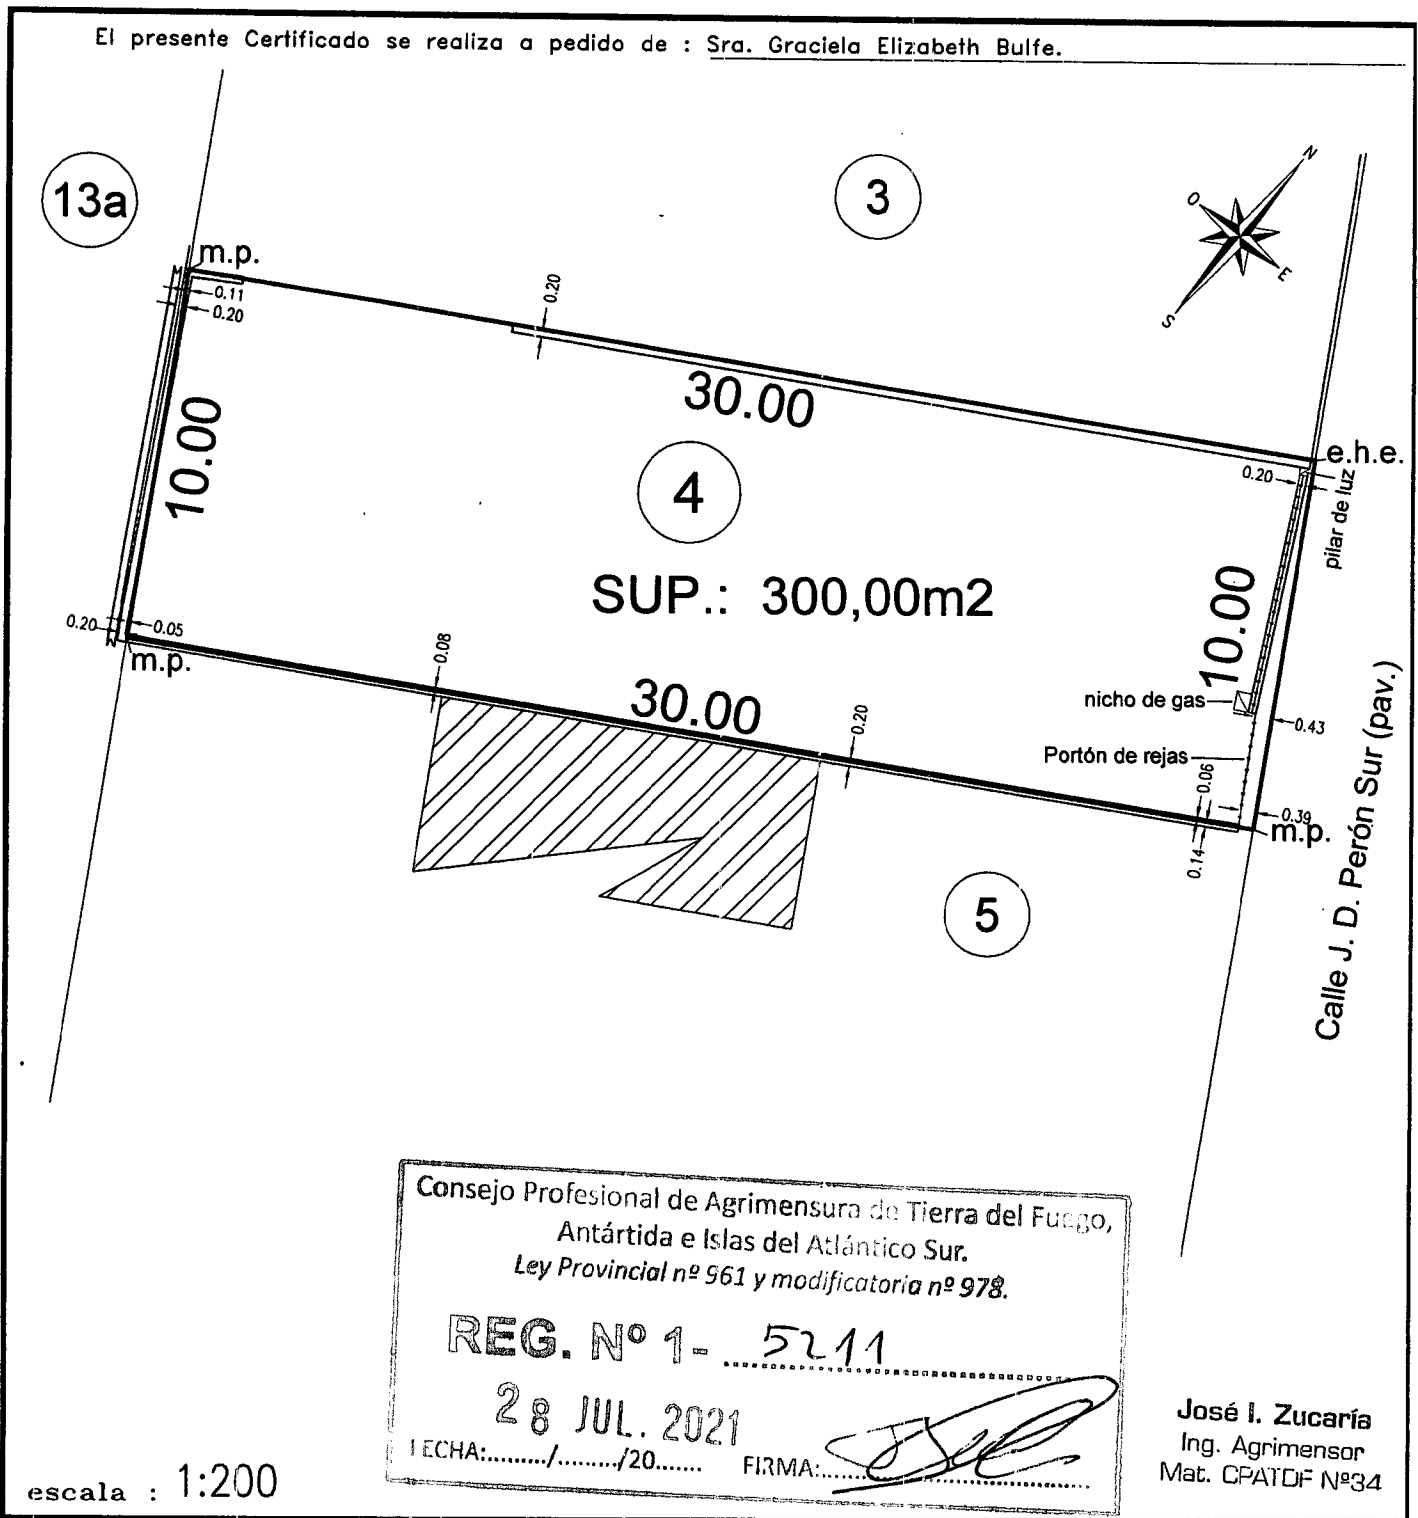 El presente Certificado se realiza a pedido de : Sra. Graciela Elizabeth Bulfe.
13a
3
N
O
E
S
m.p.
0.11
0.20
0.20
30.00
10.00
e.h.e.
0.20
pilar de luz
4
SUP.: 300,00m2
10.00
0.20
0.05
m.p.
0.08
30.00
0.20
nicho de gas
0.43
Portón de rejas
0.06
0.39
m.p.
0.14
5
Calle J. D. Perón Sur (pav.)
Consejo Profesional de Agrimensura de Tierra del Fuego,
Antártida e Islas del Atlántico Sur.
Ley Provincial nº 961 y modificatoria nº 978.
REG. Nº 1- 5211
28 JUL. 2021
FECHA:........./........./20....... FIRMA:
José I. Zucaría
Ing. Agrimensor
Mat. CPATDF Nº34
escala : 1:200